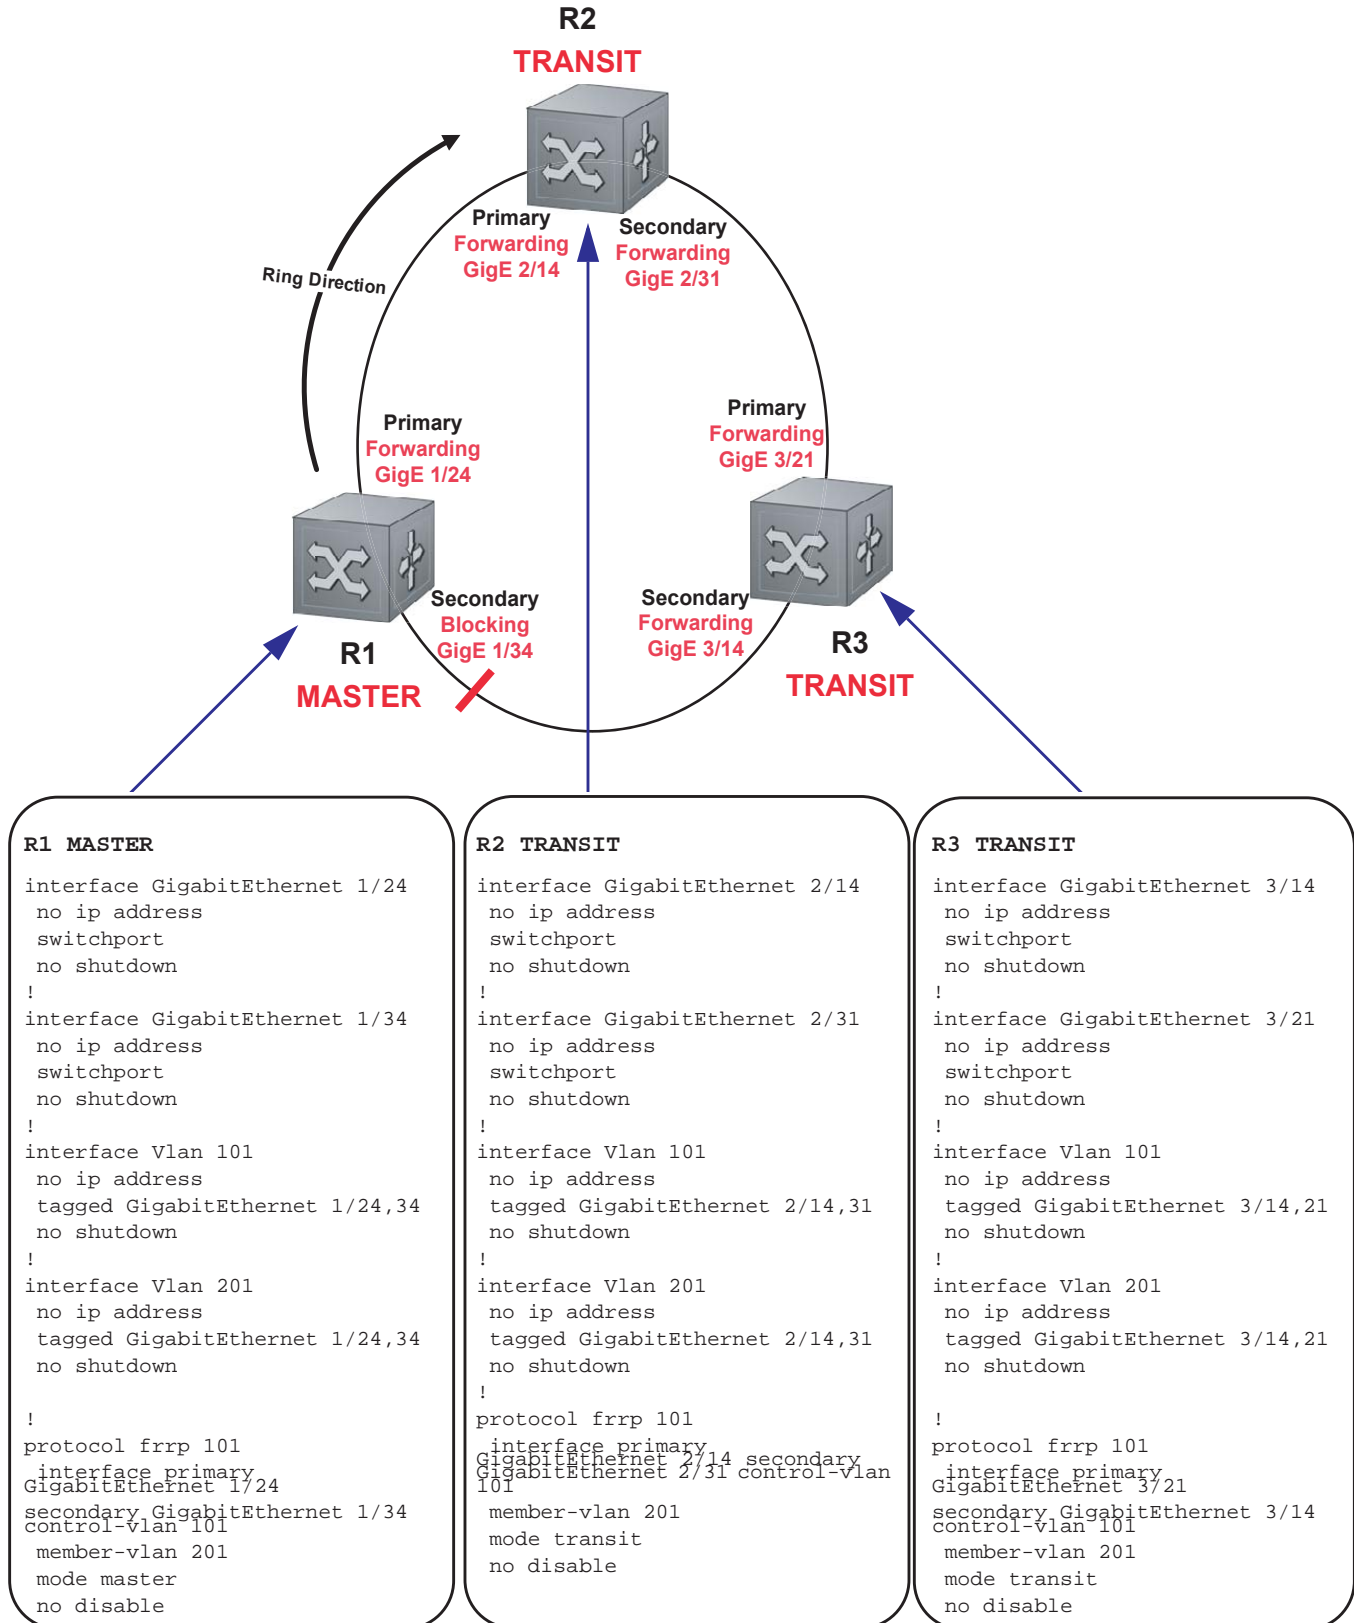 R2
TRANSIT
Primary
Forwarding
GigE 2/14
Secondary
Forwarding
GigE 2/31
Ring Direction
Primary
Forwarding
GigE 1/24
Primary
Forwarding
GigE 3/21
Secondary
Blocking
GigE 1/34
Secondary
Forwarding
GigE 3/14
R1
MASTER
R3
TRANSIT
R1 MASTER
interface GigabitEthernet 1/24
no ip address
switchport
no shutdown
!
interface GigabitEthernet 1/34
no ip address
switchport
no shutdown
!
interface Vlan 101
no ip address
tagged GigabitEthernet 1/24,34
no shutdown
!
interface Vlan 201
no ip address
tagged GigabitEthernet 1/24,34
no shutdown
!
protocol frrp 101
interface primary
GigabitEthernet 1/24
secondary GigabitEthernet 1/34
control-vlan 101
member-vlan 201
mode master
no disable
R2 TRANSIT
interface GigabitEthernet 2/14
no ip address
switchport
no shutdown
!
interface GigabitEthernet 2/31
no ip address
switchport
no shutdown
!
interface Vlan 101
no ip address
tagged GigabitEthernet 2/14,31
no shutdown
!
interface Vlan 201
no ip address
tagged GigabitEthernet 2/14,31
no shutdown
!
protocol frrp 101
interface primary
GigabitEthernet 2/14 secondary
GigabitEthernet 2/31 control-vlan
101
member-vlan 201
mode transit
no disable
R3 TRANSIT
interface GigabitEthernet 3/14
no ip address
switchport
no shutdown
!
interface GigabitEthernet 3/21
no ip address
switchport
no shutdown
!
interface Vlan 101
no ip address
tagged GigabitEthernet 3/14,21
no shutdown
!
interface Vlan 201
no ip address
tagged GigabitEthernet 3/14,21
no shutdown
!
protocol frrp 101
interface primary
GigabitEthernet 3/21
secondary GigabitEthernet 3/14
control-vlan 101
member-vlan 201
mode transit
no disable